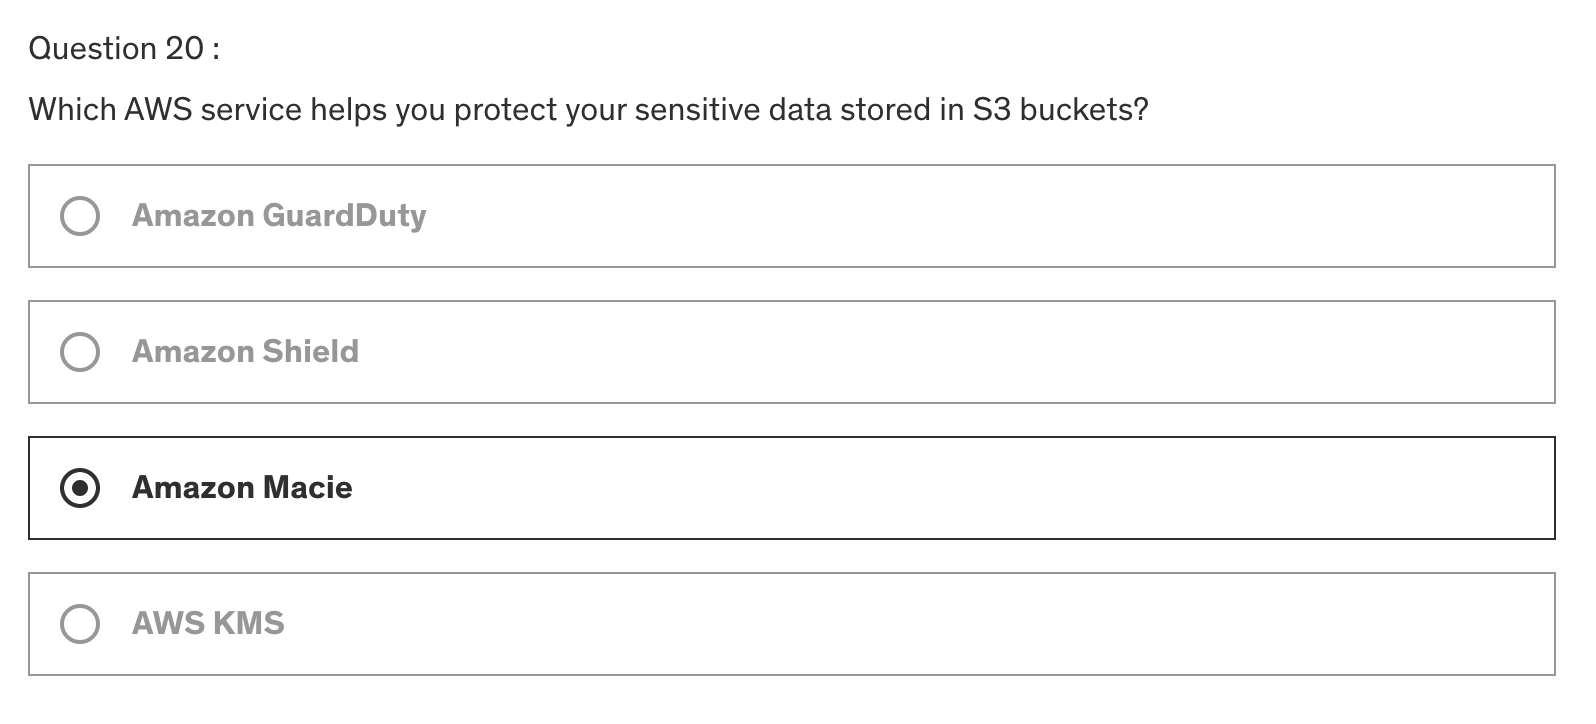 Question 20 :
Which AWS service helps you protect your sensitive data stored in S3 buckets?
Amazon GuardDuty
Amazon Shield
Amazon Macie
AWS KMS